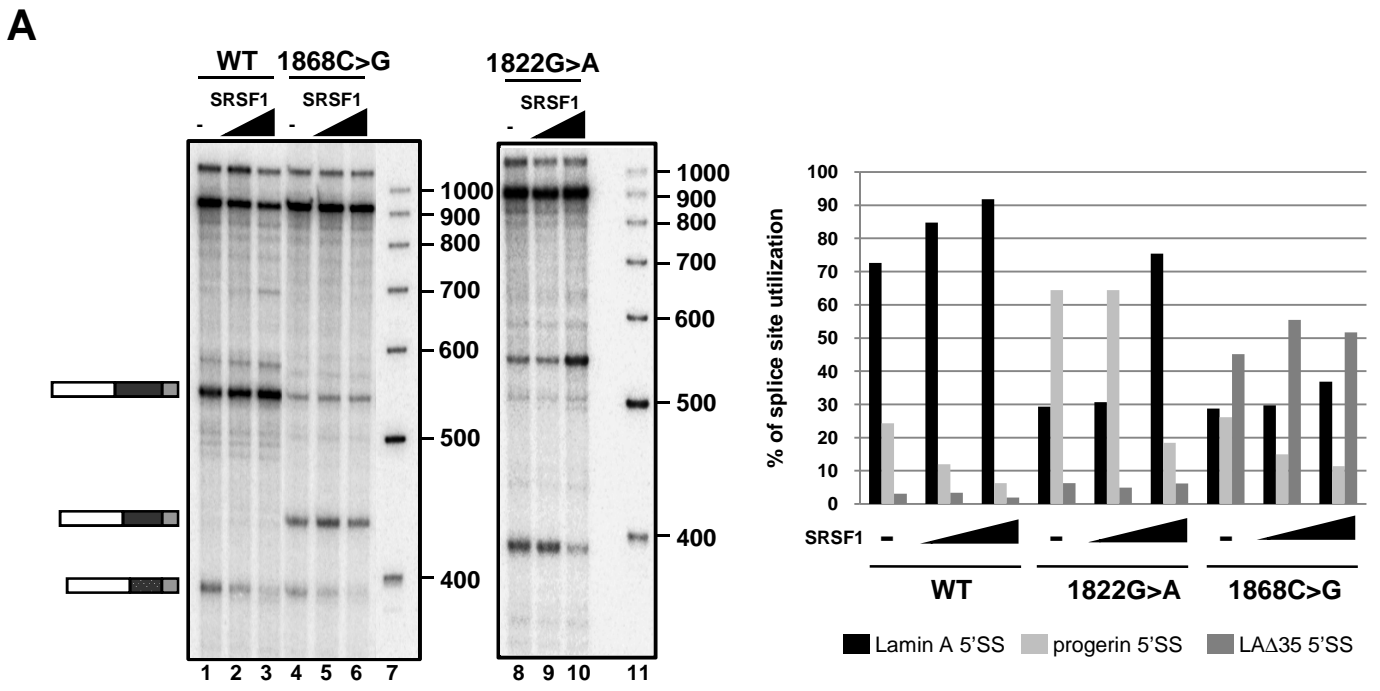 A
WT 1868C>G
SRSF1 SRSF1
- -
1000
900
800
700
600
500
400
1 2 3 4 5 6 7
1822G>A
SRSF1
-
1000
900
800
700
600
500
400
8 9 10 11
% of splice site utilization
100
90
80
70
60
50
40
30
20
10
0
SRSF1 - - -
WT 1822G>A 1868C>G
Lamin A 5'SS progerin 5'SS LAΔ35 5'SS